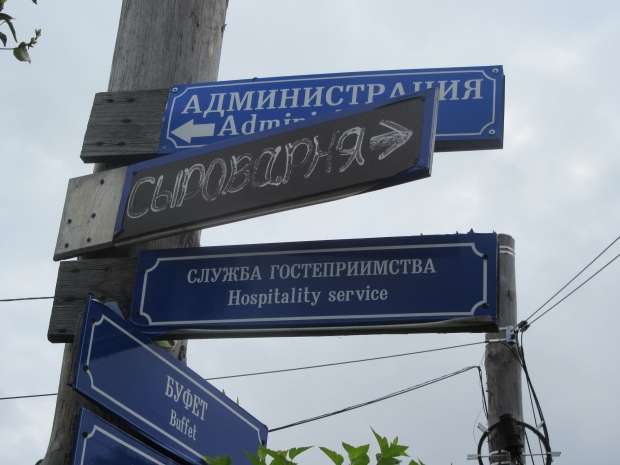 АДМИНИСТРАЦИЯ
СЫРОВАРНЯ
СЛУЖБА ГОСТЕПРИИМСТВА
Hospitality service
БУФЕТ
Buffet